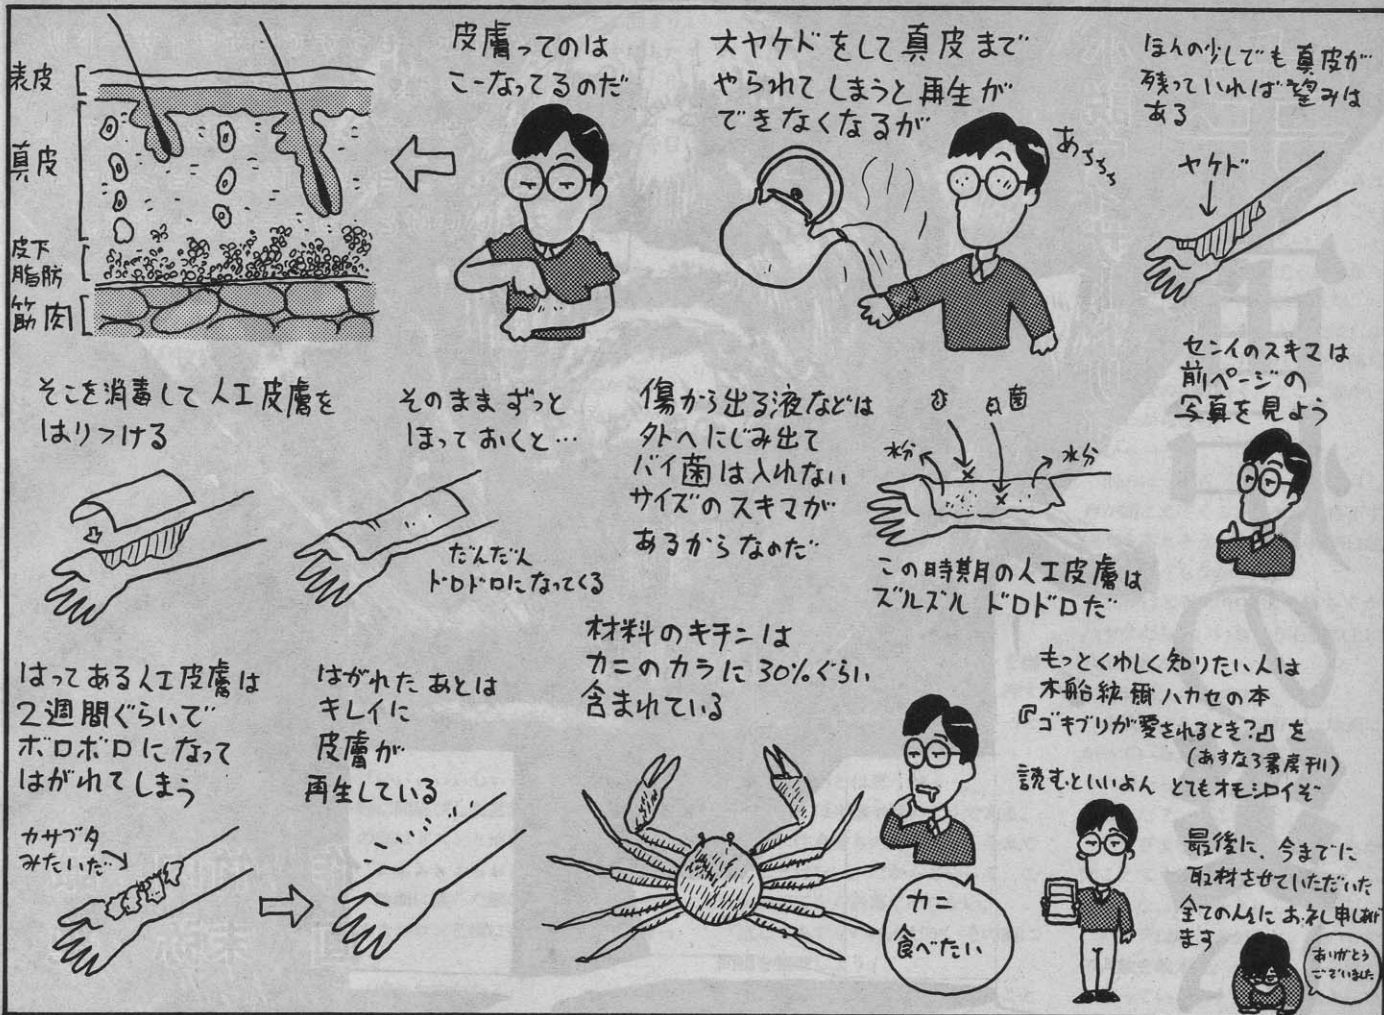 表皮
真皮
皮下
脂肪
筋肉
皮膚ってのは
こーなってるのだ
大ヤケドをして真皮まで
やられてしまうと再生が
できなくなるが
あちちち
ほんの少しでも真皮が
残っていれば望みは
ある
ヤケド
そこを消毒して人工皮膚を
はりつける
そのままずっと
ほっておくと…
だんだん
ドロドロになってくる
傷から出る液などは
外へにじみ出て
バイ菌は入れない
サイズのスキマが
あるからなのだ
菌
水分
水分
この時期の人工皮膚は
ズルズルドロドロだ
センイのスキマは
前ページの
写真を見よう
はってある人工皮膚は
2週間ぐらいで
ボロボロになって
はがれてしまう
カサブタ
みたいだ
はがれたあとは
キレイに
皮膚が
再生している
材料のキチンは
カニのカラに30%ぐらい
含まれている
カニ
食べたい
もっとくわしく知りたい人は
木船紘爾ハカセの本
『ゴキブリが愛されるとき?』を
(あすなろ書房刊)
読むといいよん とてもオモシロイぞ
最後に、今までに
取材させていただいた
全ての人々にお礼申しあげ
ます
ありがとう
ございました